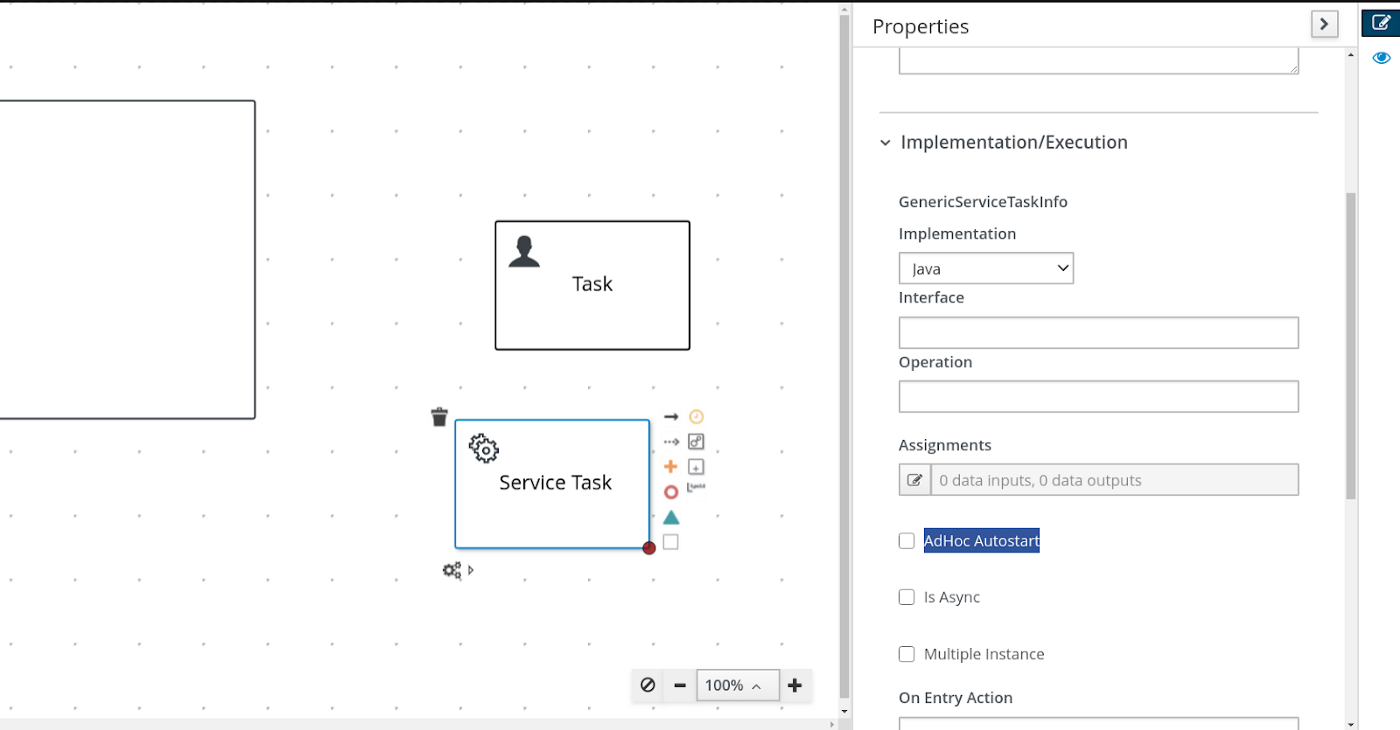 Properties
Implementation/Execution
GenericServiceTaskInfo
Implementation
Java
Interface
Operation
Assignments
0 data inputs, 0 data outputs
AdHoc Autostart
Is Async
Multiple Instance
On Entry Action
Task
Service Task
100%